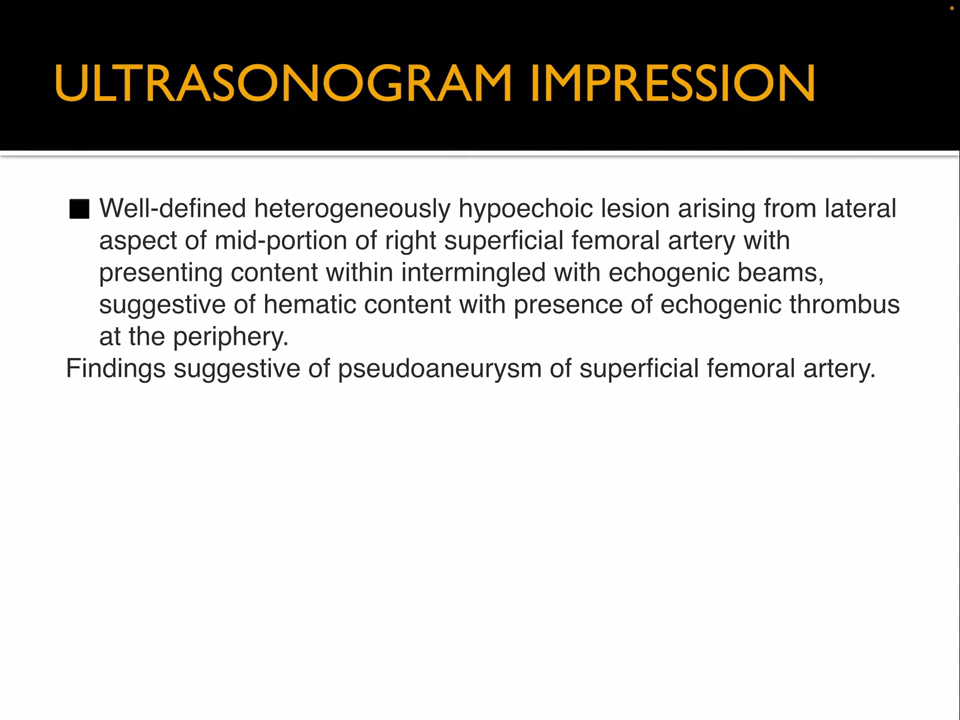 ULTRASONOGRAM IMPRESSION
Well-defined heterogeneously hypoechoic lesion arising from lateral
aspect of mid-portion of right superficial femoral artery with
presenting content within intermingled with echogenic beams,
suggestive of hematic content with presence of echogenic thrombus
at the periphery.
Findings suggestive of pseudoaneurysm of superficial femoral artery.